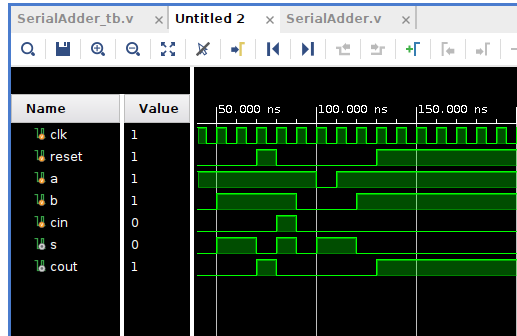 SerialAdder_tb.v × Untitled 2 × SerialAdder.v ×
Name Value
50.000 ns 100.000 ns 150.000 ns
clk 1
reset 1
a 1
b 1
cin 0
s 0
cout 1